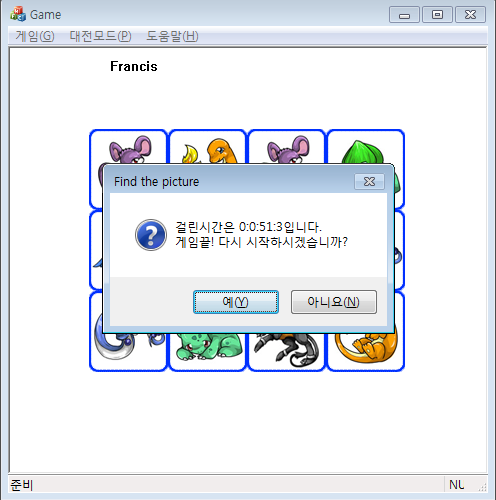 Game
게임(G) 대전모드(P) 도움말(H)
Francis
Find the picture
걸린시간은 0:0:51:3입니다.
게임끝! 다시 시작하시겠습니까?
예(Y) 아니요(N)
준비